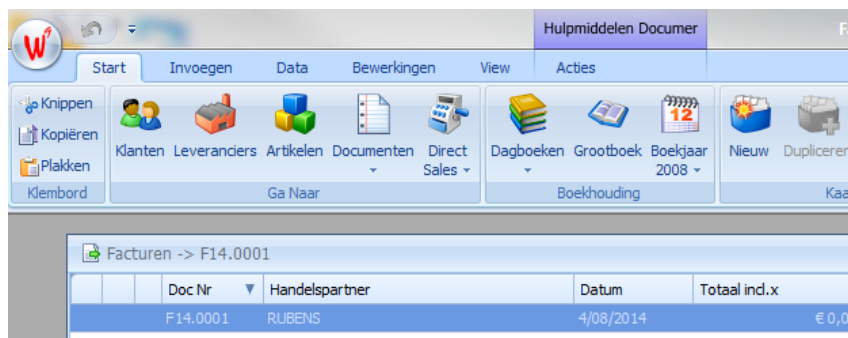 Hulpmiddelen Documer
Start Invoegen Data Bewerkingen View Acties
Knippen
Kopiëren
Plakken
Klanten Leveranciers Artikelen Documenten Direct Sales
Dagboeken Grootboek Boekjaar 2008
Nieuw Dupliceren
Klembord Ga Naar Boekhouding Kaa
Facturen -> F14.0001
Doc Nr Handelspartner Datum Totaal incl.x
F14.0001 RUBENS 4/08/2014 € 0,0